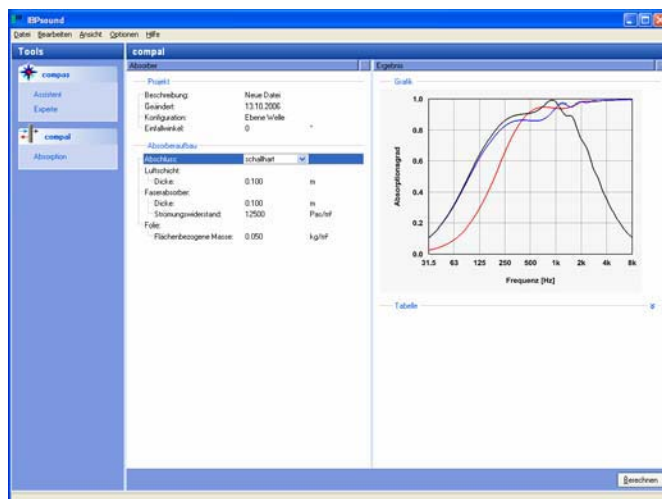 IBPsound
Datei Bearbeiten Ansicht Optionen Hilfe
Tools
compas
Assistent
Experte
compal
Absorption
compal
Absorber
Projekt
Beschreibung: Neue Datei
Geändert: 13.10.2006
Konfiguration: Ebene Welle
Einfallwinkel: 0 °
Absorberaufbau
Abschluss: schallhart
Luftschicht:
Dicke: 0.100 m
Faserabsorber:
Dicke: 0.100 m
Strömungswiderstand: 12500 Pas/m²
Folie:
Flächenbezogene Masse: 0.050 kg/m²
Ergebnis
Grafik
Absorptionsgrad
1.0
0.8
0.6
0.4
0.2
0.0
31.5 63 125 250 500 1k 2k 4k 8k
Frequenz [Hz]
Tabelle
Berechnen